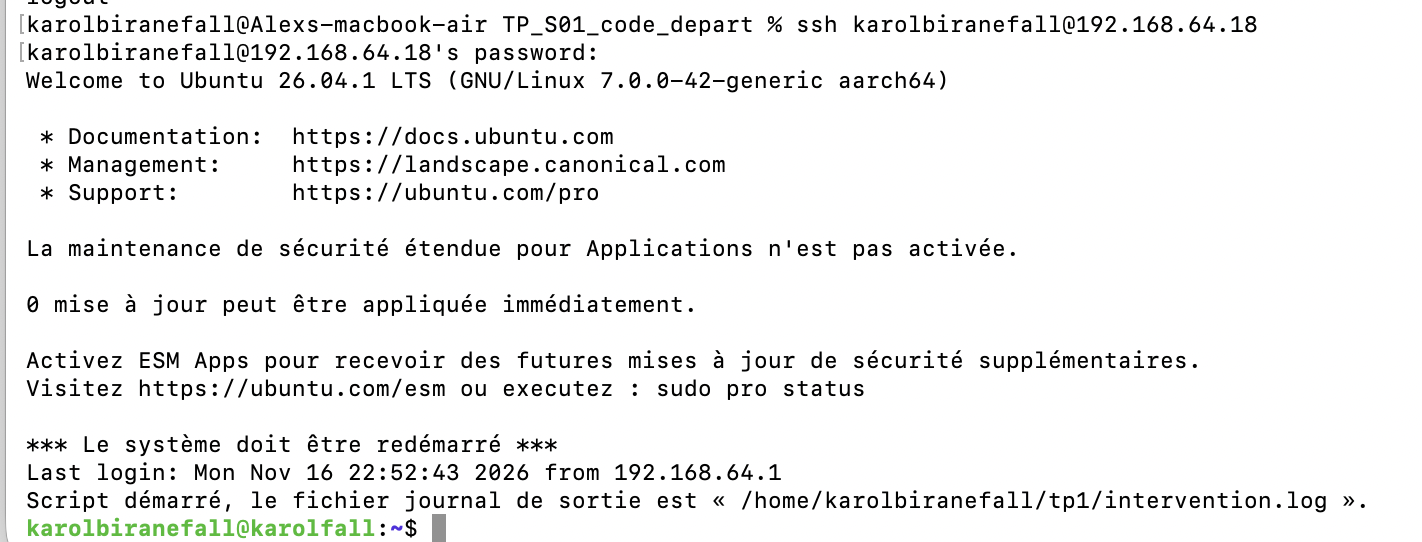 logout
[karolbiranefall@Alexs-macbook-air TP_S01_code_depart % ssh karolbiranefall@192.168.64.18
[karolbiranefall@192.168.64.18's password:
Welcome to Ubuntu 26.04.1 LTS (GNU/Linux 7.0.0-42-generic aarch64)
* Documentation:  https://docs.ubuntu.com
* Management:     https://landscape.canonical.com
* Support:        https://ubuntu.com/pro
La maintenance de sécurité étendue pour Applications n'est pas activée.
0 mise à jour peut être appliquée immédiatement.
Activez ESM Apps pour recevoir des futures mises à jour de sécurité supplémentaires.
Visitez https://ubuntu.com/esm ou executez : sudo pro status
*** Le système doit être redémarré ***
Last login: Mon Nov 16 22:52:43 2026 from 192.168.64.1
Script démarré, le fichier journal de sortie est « /home/karolbiranefall/tp1/intervention.log ».
karolbiranefall@karolfall:~$